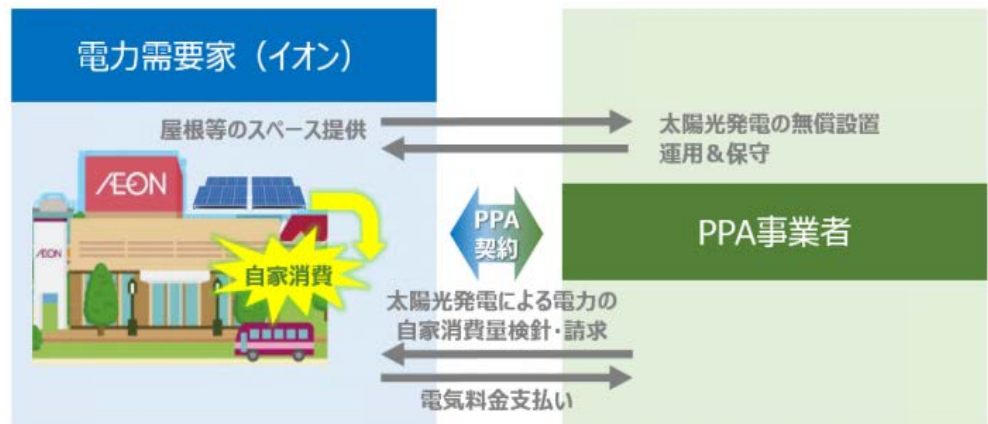 電力需要家（イオン）
屋根等のスペース提供
太陽光発電の無償設置
運用＆保守
ÆON
ÆON
自家消費
PPA
契約
PPA事業者
太陽光発電による電力の
自家消費量検針・請求
電気料金支払い